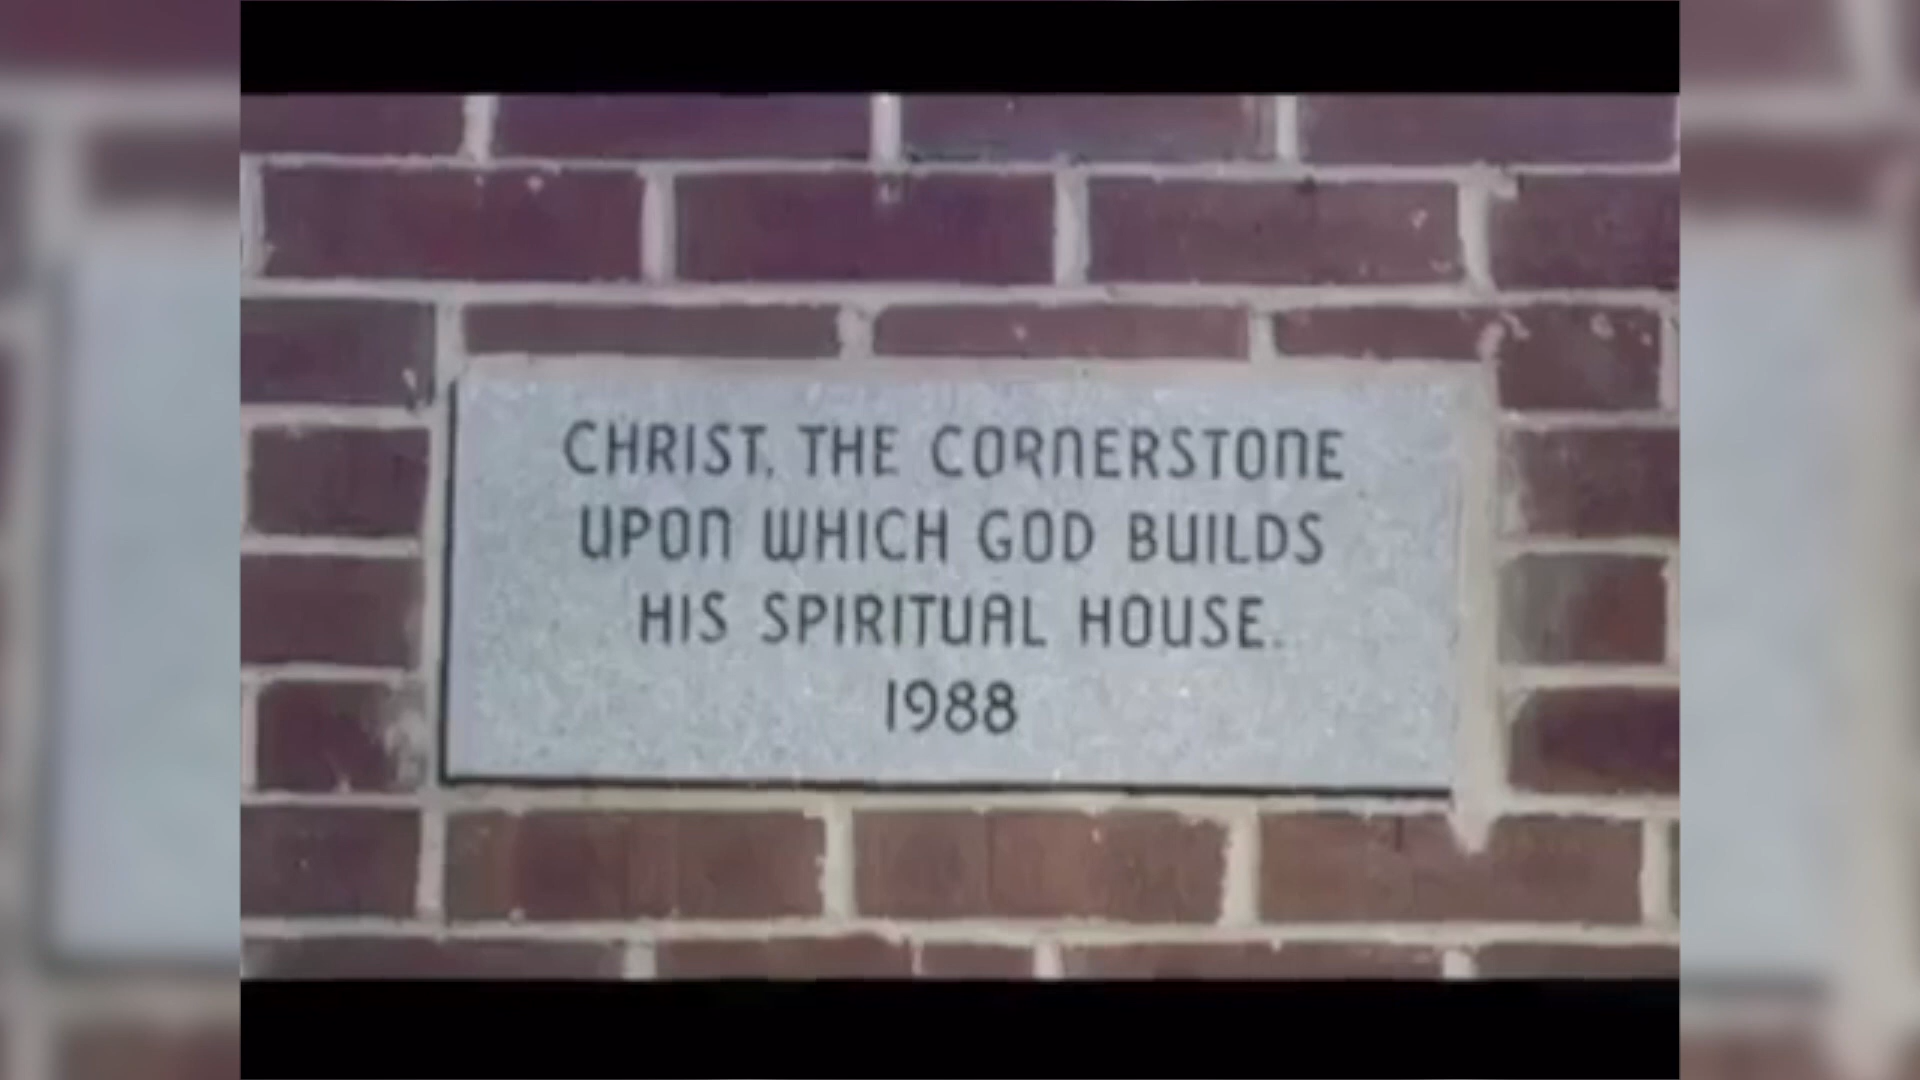 CHRIST, THE CORNERSTONE
UPON WHICH GOD BUILDS
HIS SPIRITUAL HOUSE.
1988